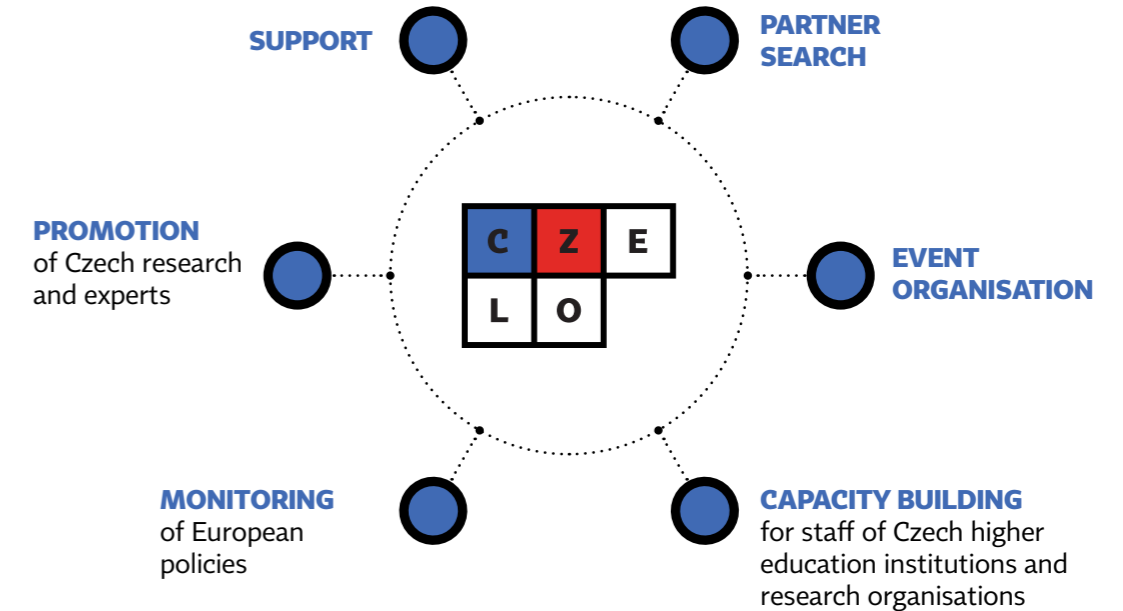 SUPPORT
PARTNER
SEARCH
PROMOTION
of Czech research
and experts
C Z E
L O
EVENT
ORGANISATION
MONITORING
of European
policies
CAPACITY BUILDING
for staff of Czech higher
education institutions and
research organisations